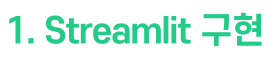 1. Streamlit 구현